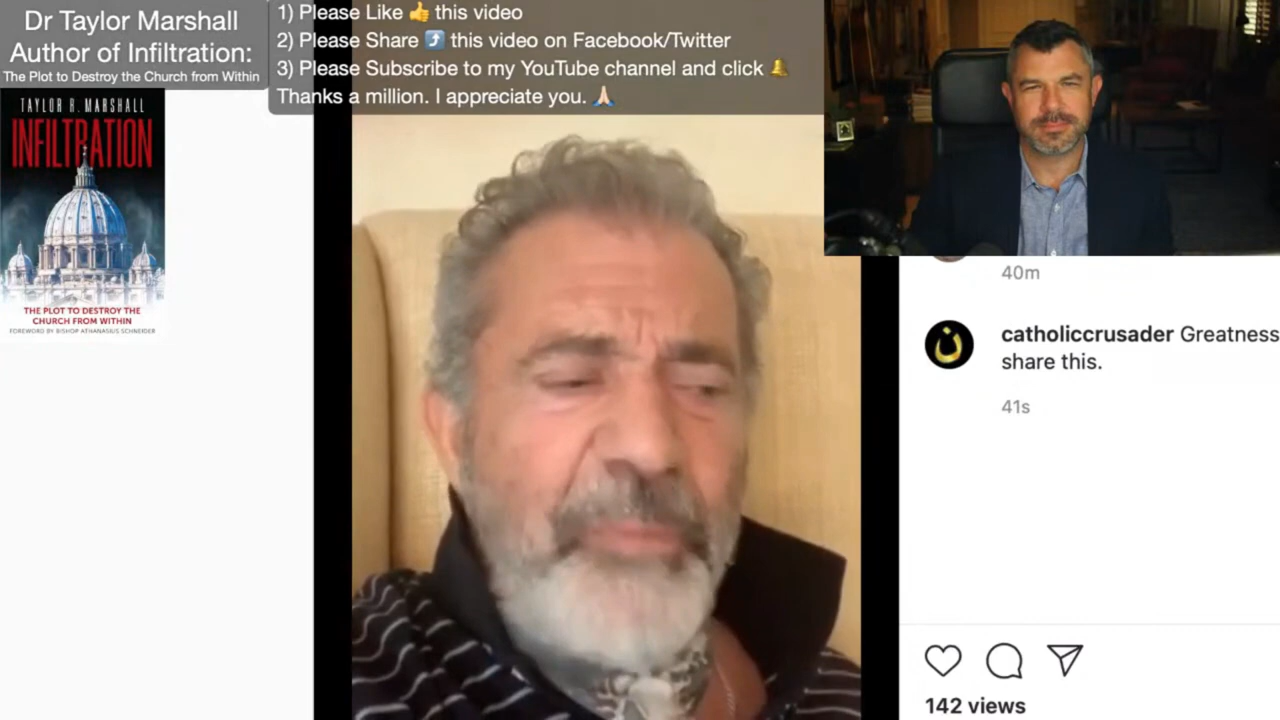 Dr Taylor Marshall
Author of Infiltration:
The Plot to Destroy the Church from Within
TAYLOR R. MARSHALL
INFILTRATION
THE PLOT TO DESTROY THE
CHURCH FROM WITHIN
FOREWORD BY BISHOP ATHANASIUS SCHNEIDER
1) Please Like 👍 this video
2) Please Share ⤴️ this video on Facebook/Twitter
3) Please Subscribe to my YouTube channel and click 🔔
Thanks a million. I appreciate you. 🙏🏻
40m
ن
catholiccrusader Greatness
share this.
41s
142 views